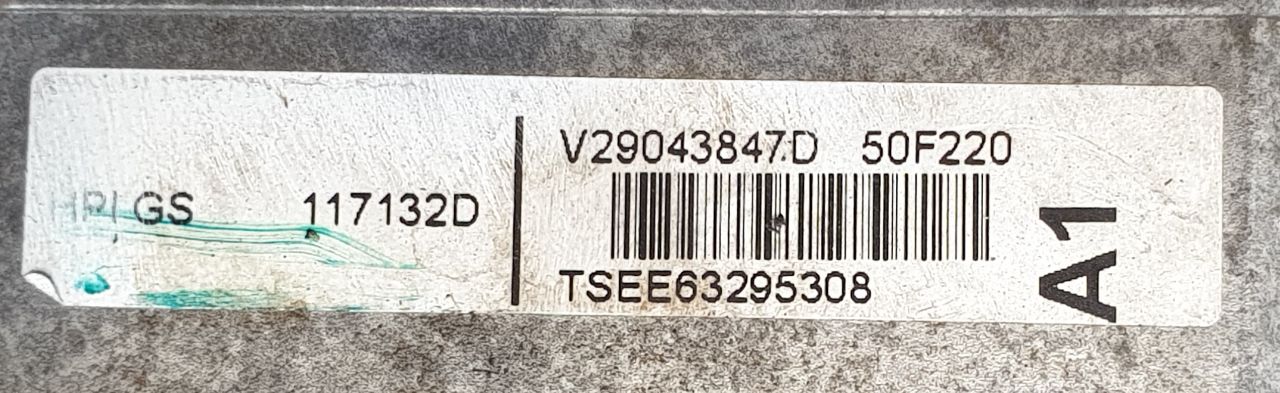 V29043847D 50F220
HPI GS 117132D
TSEE63295308
A1